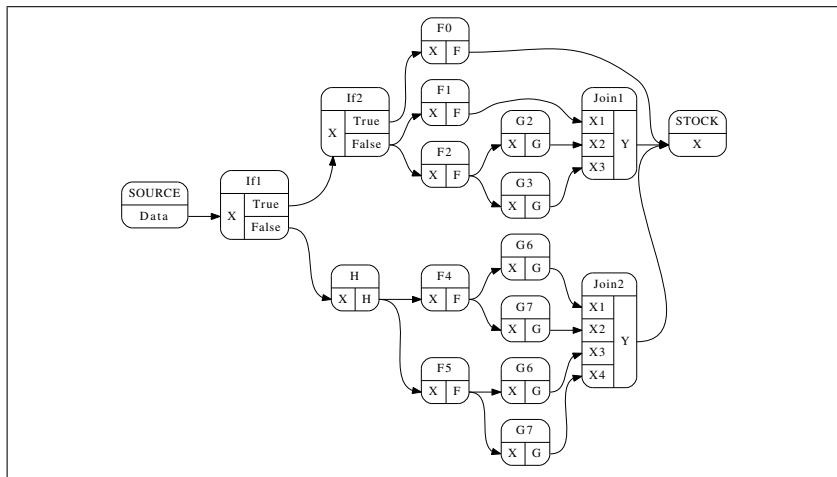 F0
X F
If2
True
X
False
F1
X F
Join1
X1
X2
Y
X3
STOCK
X
G2
X G
F2
X F
G3
X G
If1
True
X
False
SOURCE
Data
G6
X G
H
X H
F4
X F
Join2
X1
X2
X3
Y
X4
G7
X G
F5
X F
G6
X G
G7
X G